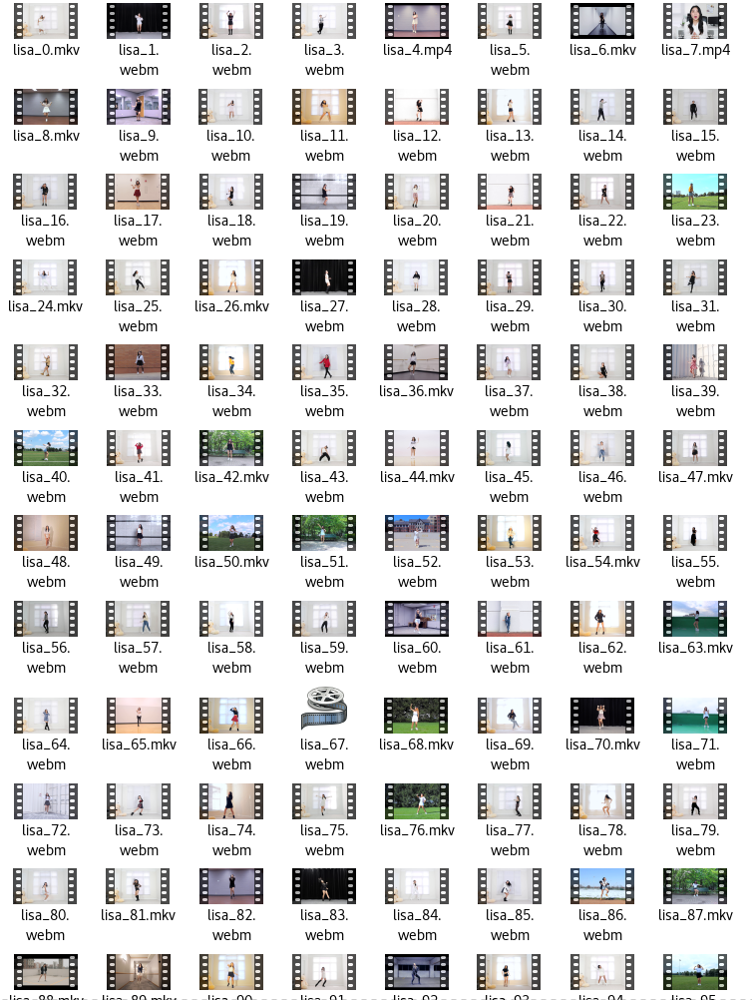 lisa_0.mkv lisa_1. lisa_2. lisa_3. lisa_4.mp4 lisa_5. lisa_6.mkv lisa_7.mp4
webm webm webm webm
lisa_8.mkv lisa_9. lisa_10. lisa_11. lisa_12. lisa_13. lisa_14. lisa_15.
webm webm webm webm webm webm webm
lisa_16. lisa_17. lisa_18. lisa_19. lisa_20. lisa_21. lisa_22. lisa_23.
webm webm webm webm webm webm webm webm
lisa_24.mkv lisa_25. lisa_26.mkv lisa_27. lisa_28. lisa_29. lisa_30. lisa_31.
webm webm webm webm webm webm
lisa_32. lisa_33. lisa_34. lisa_35. lisa_36.mkv lisa_37. lisa_38. lisa_39.
webm webm webm webm webm webm webm
lisa_40. lisa_41. lisa_42.mkv lisa_43. lisa_44.mkv lisa_45. lisa_46. lisa_47.mkv
webm webm webm webm webm
lisa_48. lisa_49. lisa_50.mkv lisa_51. lisa_52. lisa_53. lisa_54.mkv lisa_55.
webm webm webm webm webm webm
lisa_56. lisa_57. lisa_58. lisa_59. lisa_60. lisa_61. lisa_62. lisa_63.mkv
webm webm webm webm webm webm webm
lisa_64. lisa_65.mkv lisa_66. lisa_67. lisa_68.mkv lisa_69. lisa_70.mkv lisa_71.
webm webm webm webm webm
lisa_72. lisa_73. lisa_74. lisa_75. lisa_76.mkv lisa_77. lisa_78. lisa_79.
webm webm webm webm webm webm webm
lisa_80. lisa_81.mkv lisa_82. lisa_83. lisa_84. lisa_85. lisa_86. lisa_87.mkv
webm webm webm webm webm webm
lisa_88.mkv lisa_89.mkv lisa_90. lisa_91. lisa_92. lisa_93. lisa_94. lisa_95.